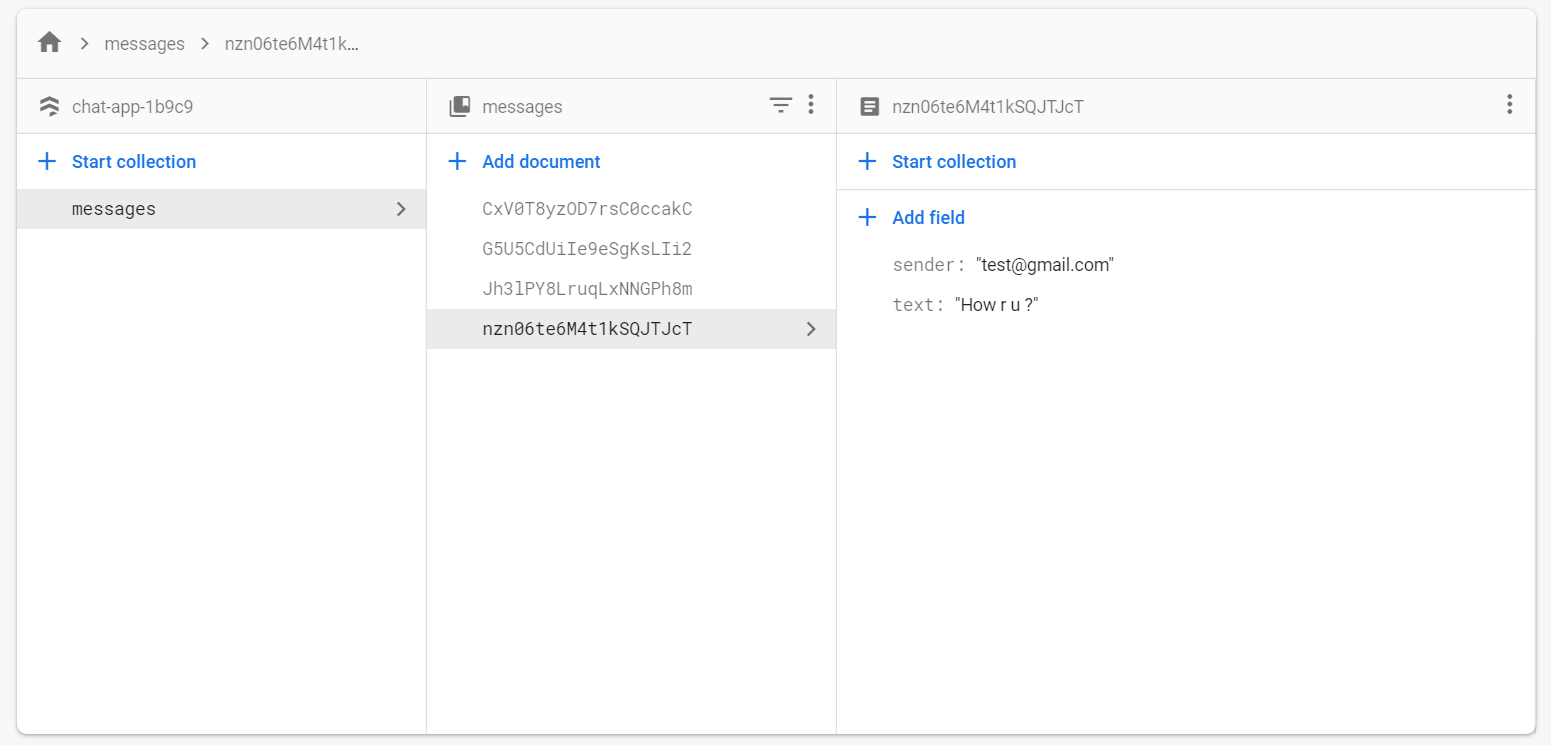 messages nzn06te6M4t1k…
chat-app-1b9c9
Start collection
messages
messages
Add document
CxV0T8yzOD7rsC0ccakC
G5U5CdUiIe9eSgKsLIi2
Jh3lPY8LruqLxNNGPh8m
nzn06te6M4t1kSQJTJcT
nzn06te6M4t1kSQJTJcT
Start collection
Add field
sender: "test@gmail.com"
text: "How r u ?"